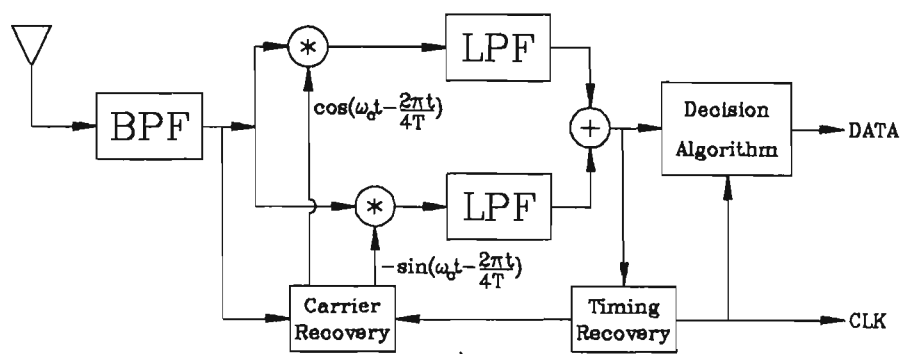 LPF
cos(ω₀t-2πt/4T)
BPF
+
Decision
Algorithm
DATA
LPF
-sin(ω₀t-2πt/4T)
Carrier
Recovery
Timing
Recovery
CLK